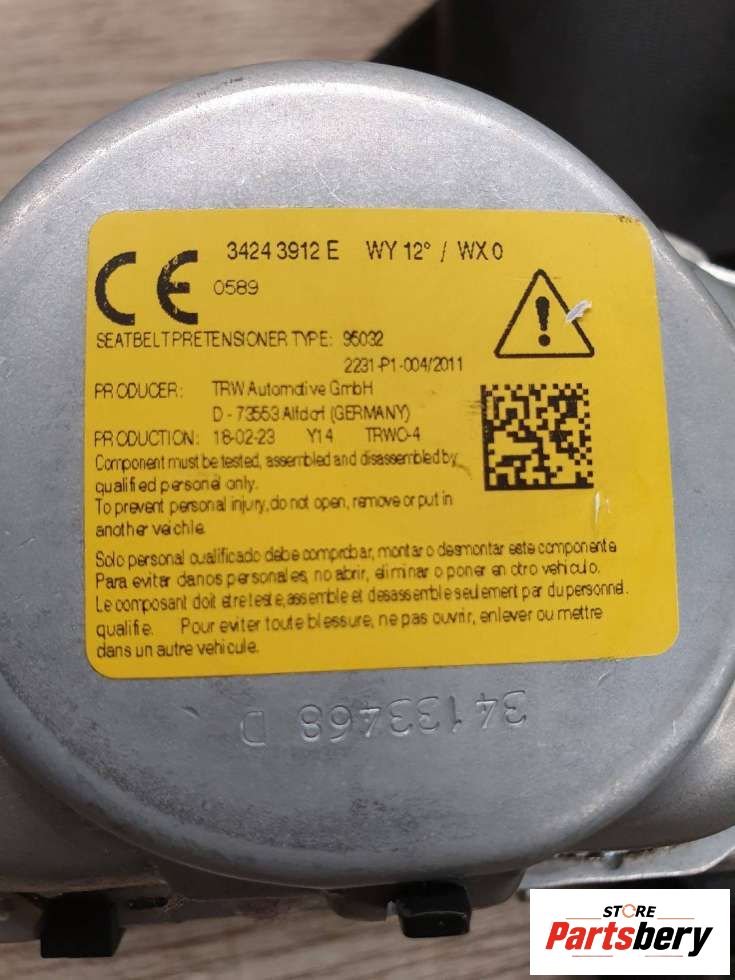 34243912 E WY 12° / WX 0
CE 0589
SEATBELT PRETENSIONER TYPE: 95032
2231-P1-004/2011
PRODUCER: TRW Automotive GmbH
D - 73553 Alfdorf (GERMANY)
PRODUCTION: 18-02-23 Y14 TRWO-4
Component must be tested, assembled and disassembled by
qualified personel only.
To prevent personal injury, do not open, remove or put in
another veichle.
Solo personal cualificado debe comprobar, montar o desmontar este componente
Para evitar danos personales, no abrir, eliminar o poner en otro vehiculo.
Le composant doit etre teste, assemble et desassemble seulement par du personnel.
qualifie. Pour eviter toute blessure, ne pas ouvrir, enlever ou mettre
dans un autre vehicule.
34133468 D
STORE
Partsbery